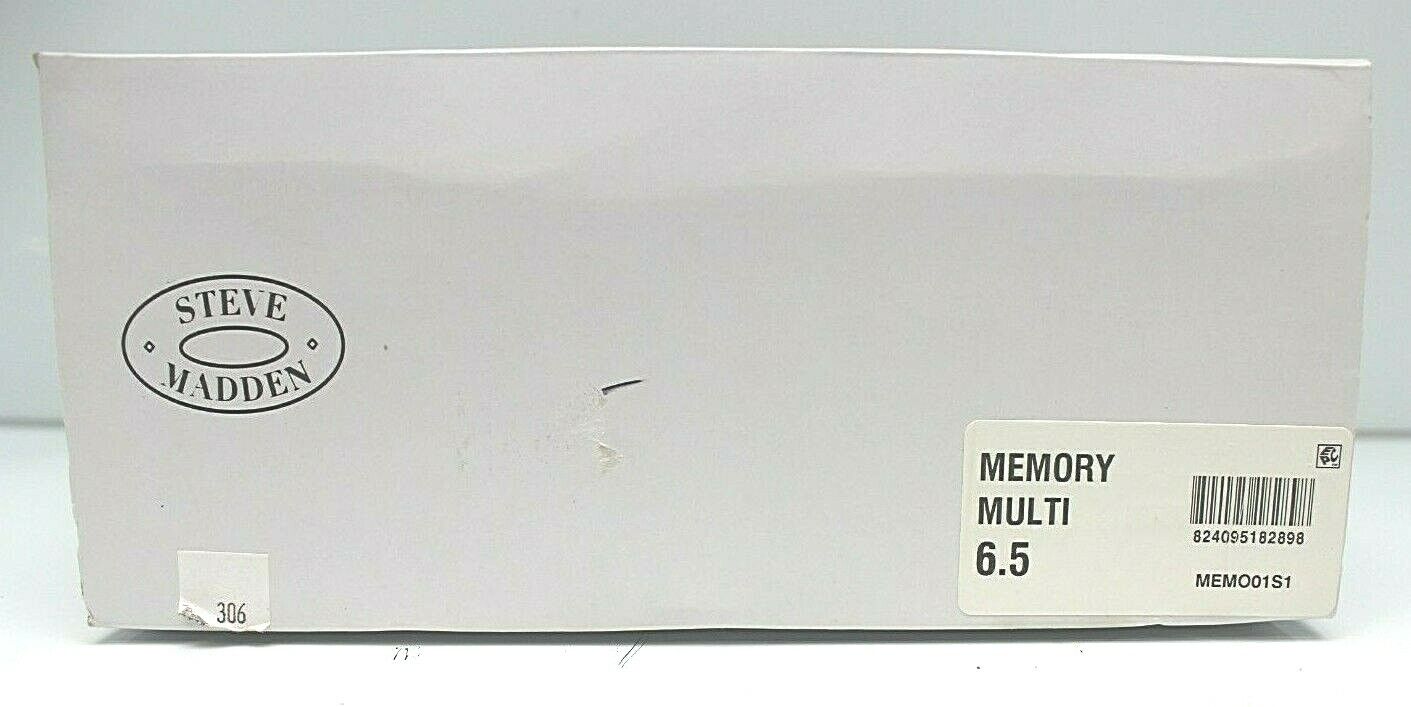 STEVE
MADDEN
MEMORY
MULTI
6.5
824095182898
MEMO01S1
306